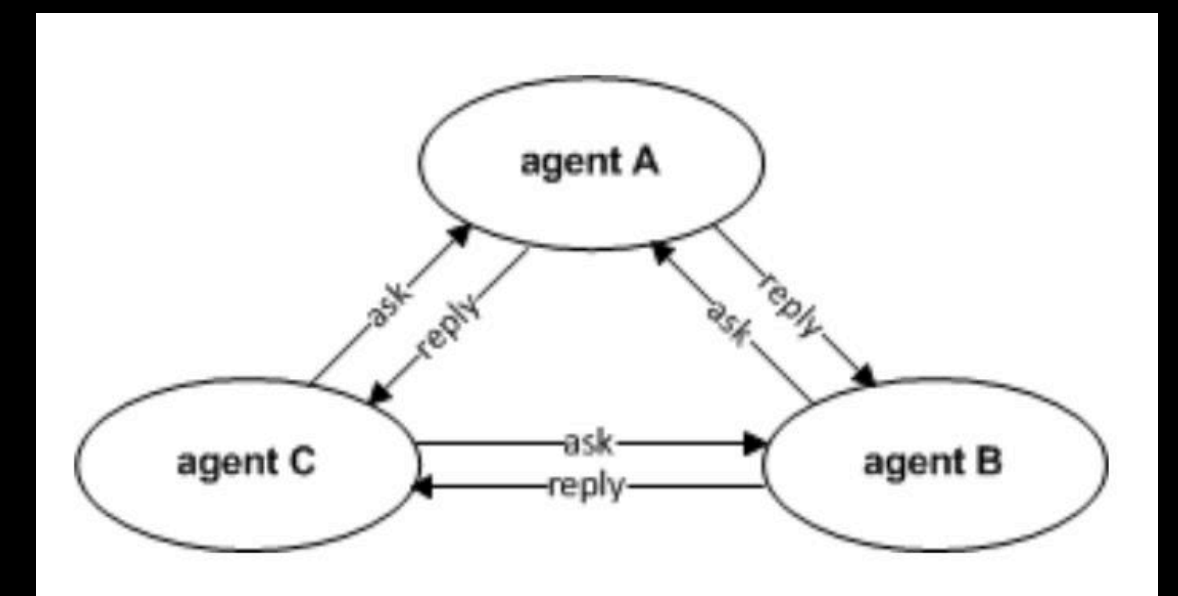 agent A
ask
reply
ask
reply
agent C
ask
reply
agent B